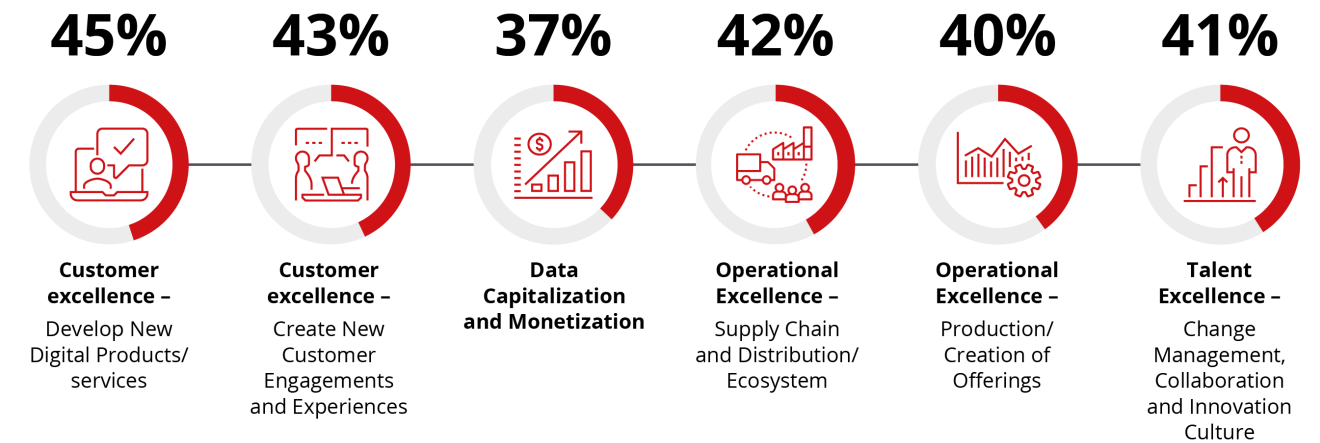 45%
43%
37%
42%
40%
41%
$
Customer
excellence –
Develop New
Digital Products/
services
Customer
excellence –
Create New
Customer
Engagements
and Experiences
Data
Capitalization
and Monetization
Operational
Excellence –
Supply Chain
and Distribution/
Ecosystem
Operational
Excellence –
Production/
Creation of
Offerings
Talent
Excellence –
Change
Management,
Collaboration
and Innovation
Culture